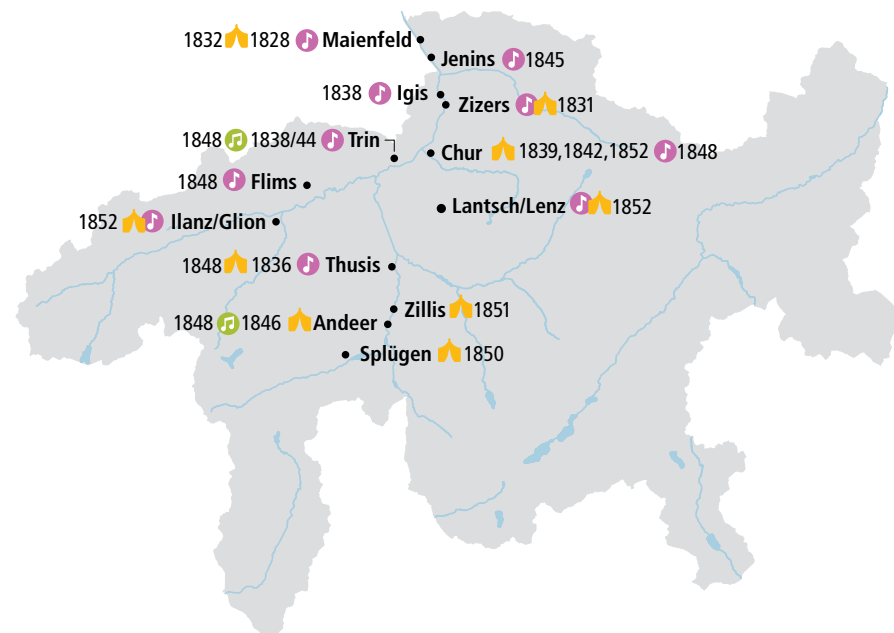 1832 1828 Maienfeld
Jenins 1845
1838 Igis
Zizers 1831
1848 1838/44 Trin
Chur 1839,1842,1852 1848
1848 Flims
Lantsch/Lenz 1852
1852 Ilanz/Glion
1848 1836 Thusis
Zillis 1851
1848 1846 Andeer
Splügen 1850